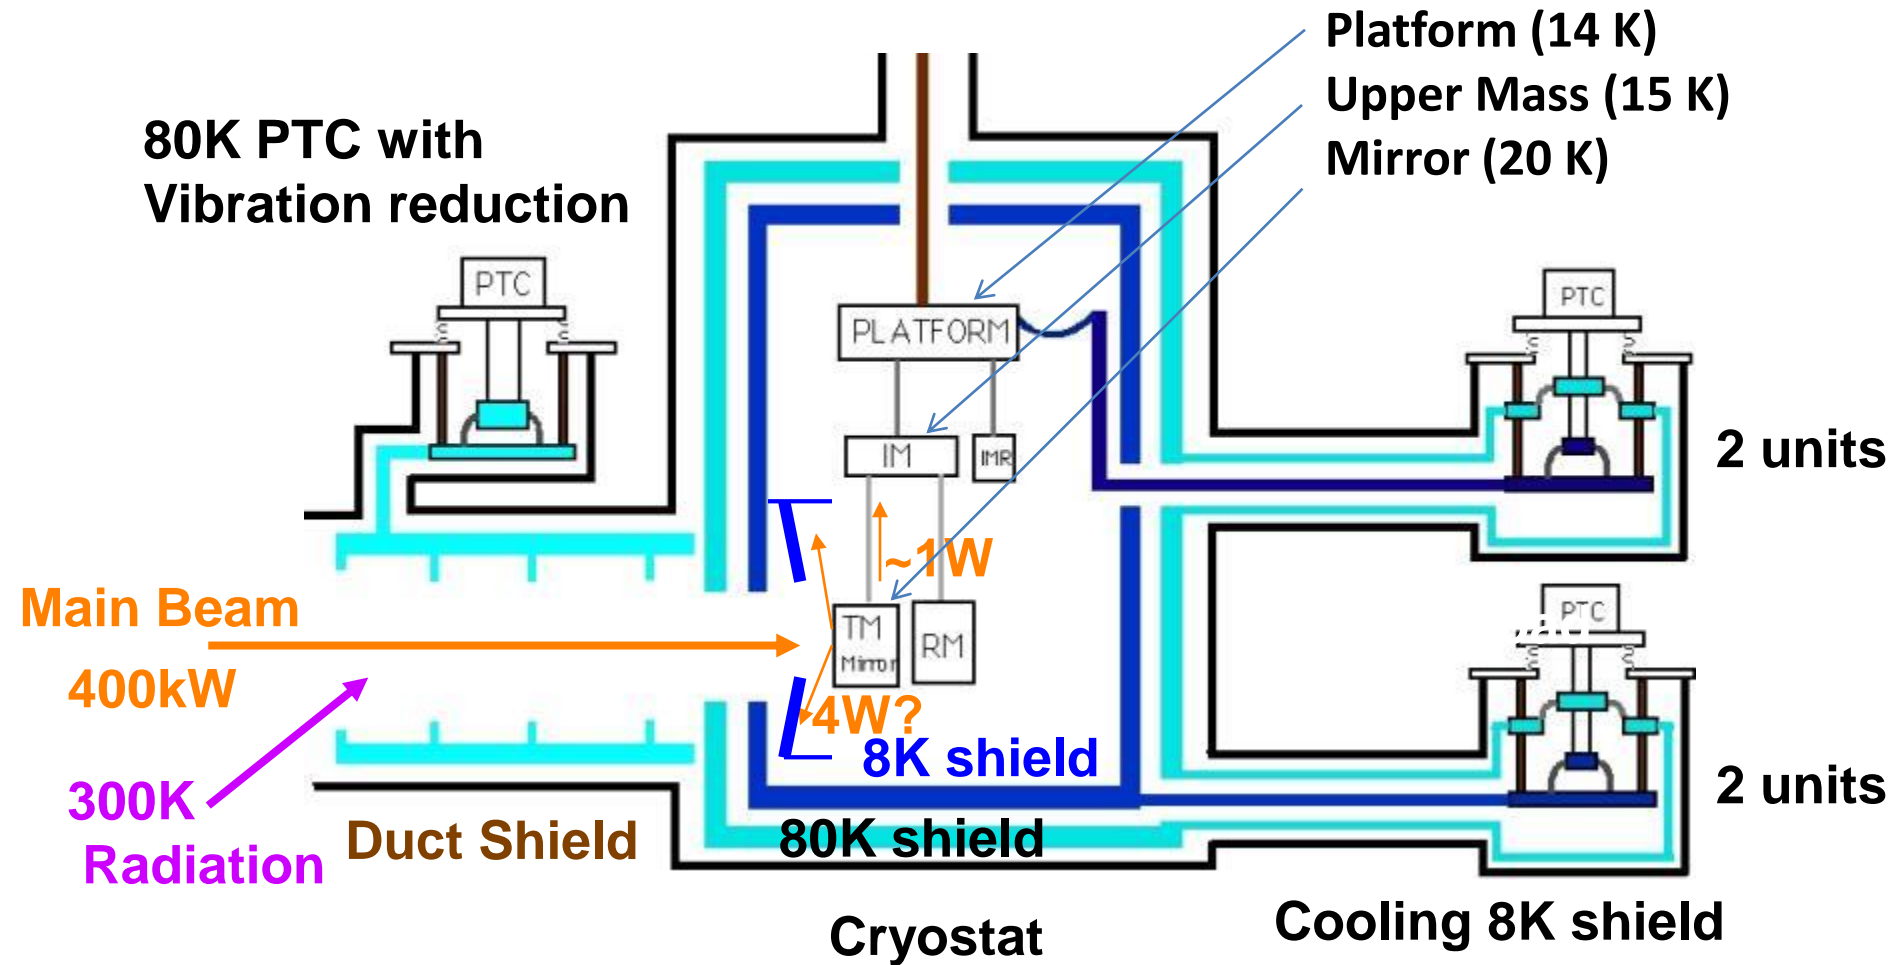 Platform (14 K)
Upper Mass (15 K)
Mirror (20 K)
80K PTC with
Vibration reduction
PTC
PTC
PLATFORM
IM
IMR
2 units
~1W
Main Beam
400kW
TM
Mirror
RM
PTC
4W?
8K shield
300K
Radiation
Duct Shield
80K shield
2 units
Cryostat
Cooling 8K shield